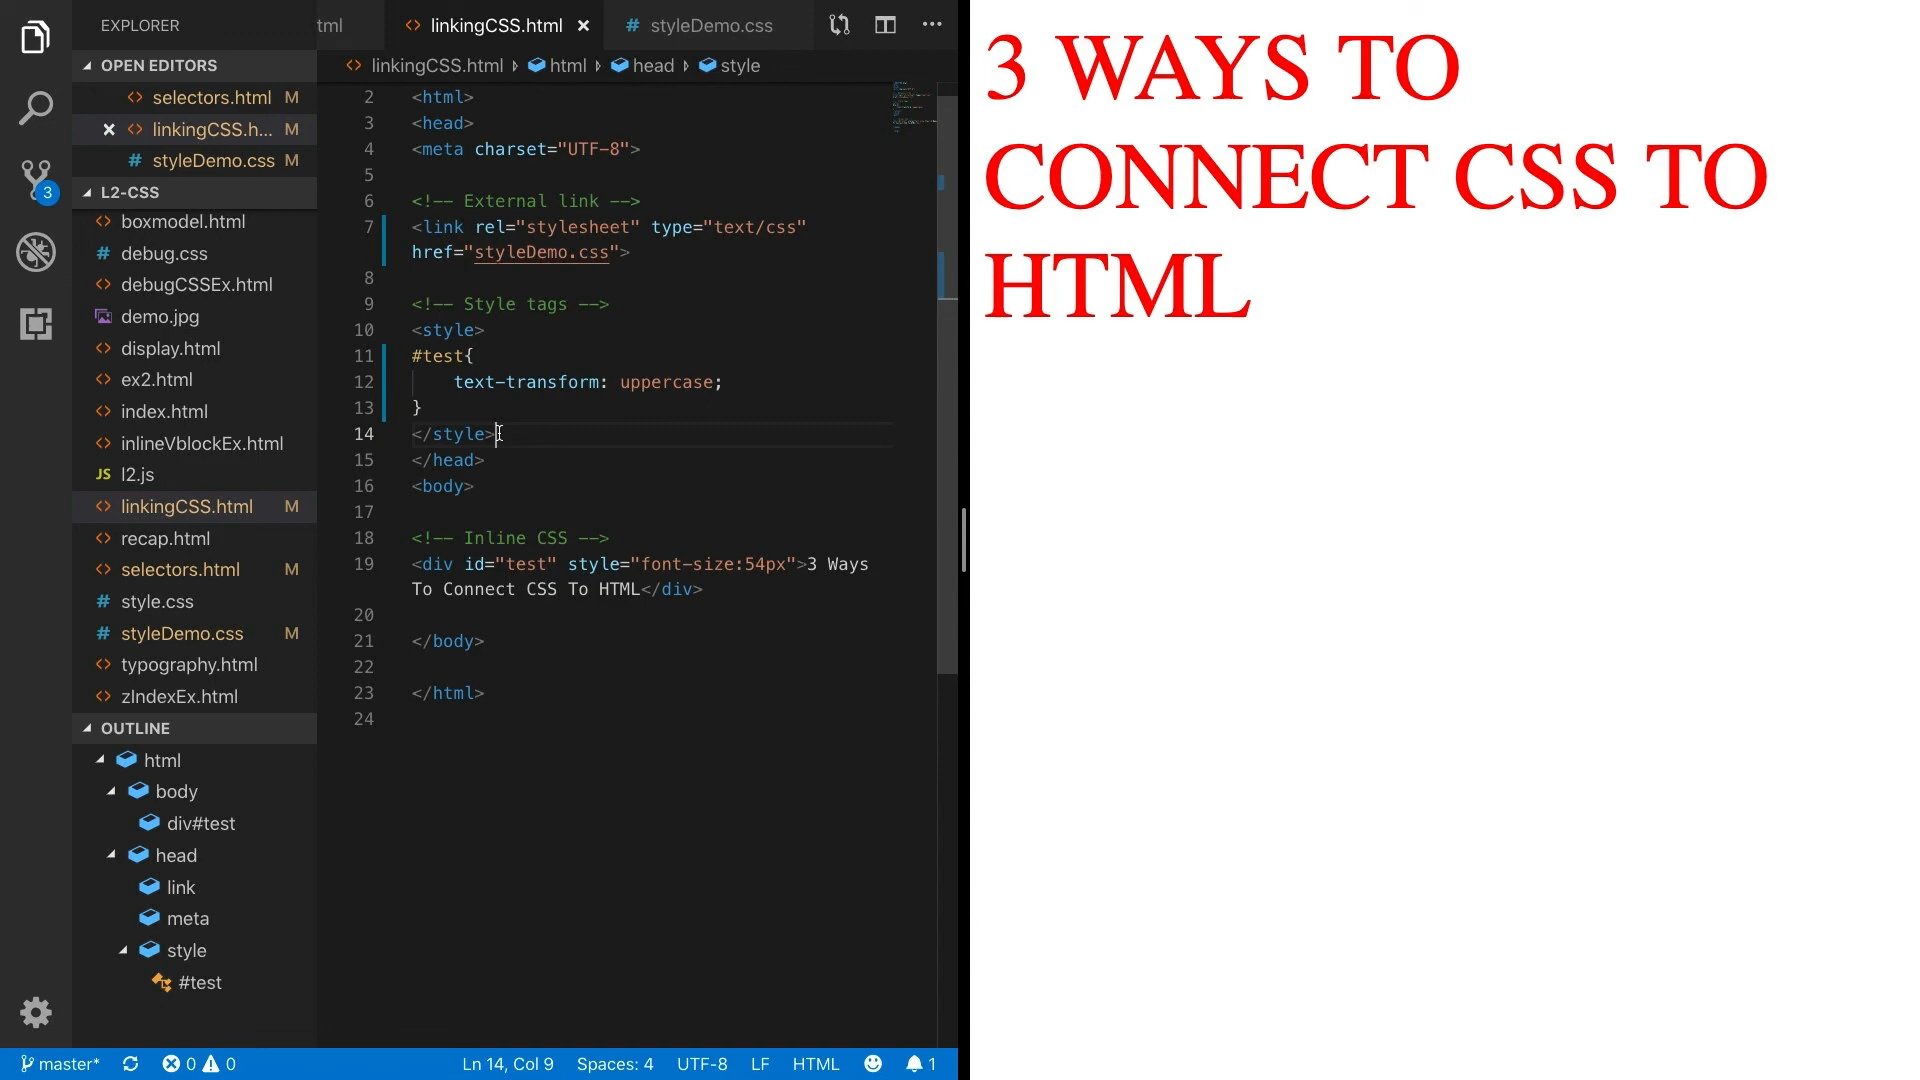 EXPLORER
OPEN EDITORS
selectors.html M
linkingCSS.h... M
styleDemo.css M
3
L2-CSS
boxmodel.html
debug.css
debugCSSEx.html
demo.jpg
display.html
ex2.html
index.html
inlineVblockEx.html
JS l2.js
linkingCSS.html M
recap.html
selectors.html M
style.css
styleDemo.css M
typography.html
zIndexEx.html
OUTLINE
html
body
div#test
head
link
meta
style
#test
tml linkingCSS.html # styleDemo.css
linkingCSS.html html head style
2 <html>
3 <head>
4 <meta charset="UTF-8">
5
6 <!-- External link -->
7 <link rel="stylesheet" type="text/css"
href="styleDemo.css">
8
9 <!-- Style tags -->
10 <style>
11 #test{
12 text-transform: uppercase;
13 }
14 </style>
15 </head>
16 <body>
17
18 <!-- Inline CSS -->
19 <div id="test" style="font-size:54px">3 Ways
To Connect CSS To HTML</div>
20
21 </body>
22
23 </html>
24
master* 0 0 Ln 14, Col 9 Spaces: 4 UTF-8 LF HTML 1
3 WAYS TO
CONNECT CSS TO
HTML